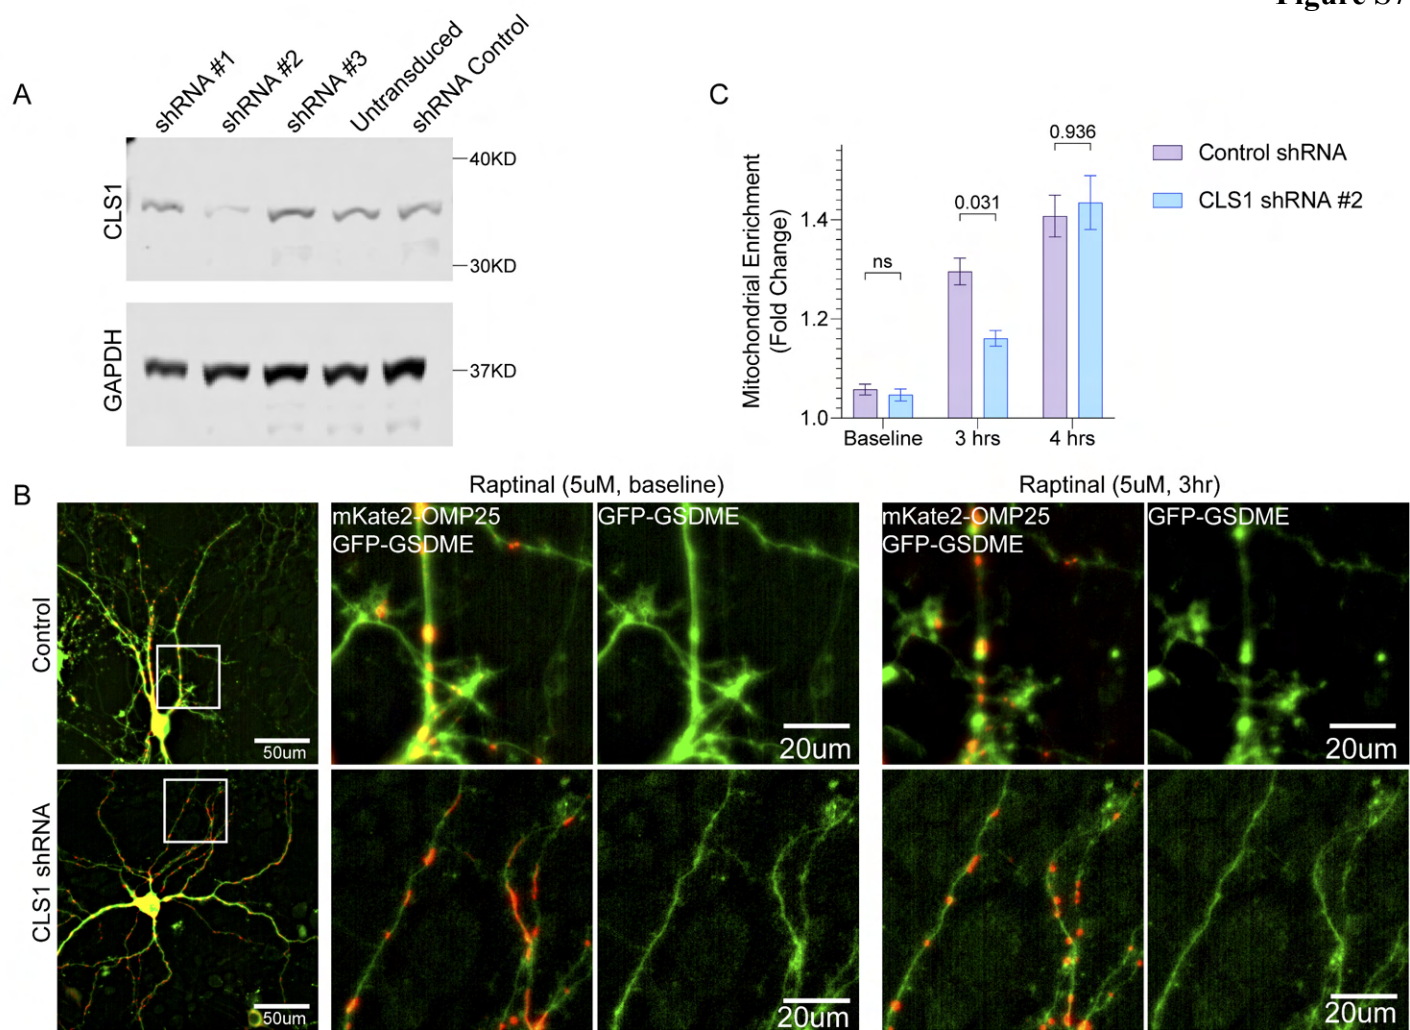 Figure S7
A
shRNA #1
shRNA #2
shRNA #3
Untransduced
shRNA Control
CLS1
40KD
30KD
GAPDH
37KD
C
Mitochondrial Enrichment
(Fold Change)
1.4
1.2
1.0
ns
0.031
0.936
Baseline
3 hrs
4 hrs
Control shRNA
CLS1 shRNA #2
B
Raptinal (5uM, baseline)
Raptinal (5uM, 3hr)
Control
50um
mKate2-OMP25
GFP-GSDME
GFP-GSDME
20um
mKate2-OMP25
GFP-GSDME
GFP-GSDME
20um
CLS1 shRNA
50um
20um
20um